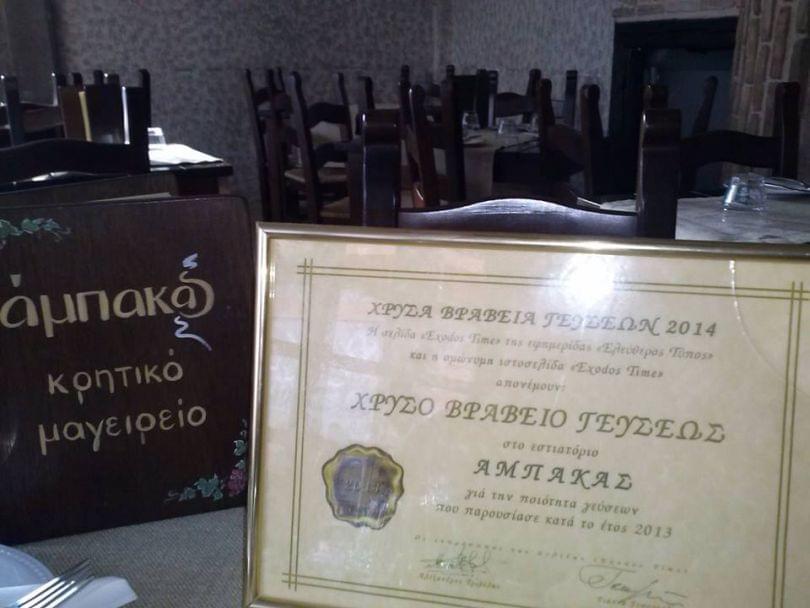 άμπακας
κρητικό
μαγειρείο
ΧΡΥΣΑ ΒΡΑΒΕΙΑ ΓΕΥΣΕΩΝ 2014
Η σελίδα «Exodos Time» της εφημερίδας «Ελεύθερος Τύπος»
και η ομώνυμη ιστοσελίδα «Exodos Time»
απονέμουν:
ΧΡΥΣΟ ΒΡΑΒΕΙΟ ΓΕΥΣΕΩΣ
στο εστιατόριο
ΑΜΠΑΚΑΣ
γιά την ποιότητα γεύσεων
που παρουσίασε κατά το έτος 2013